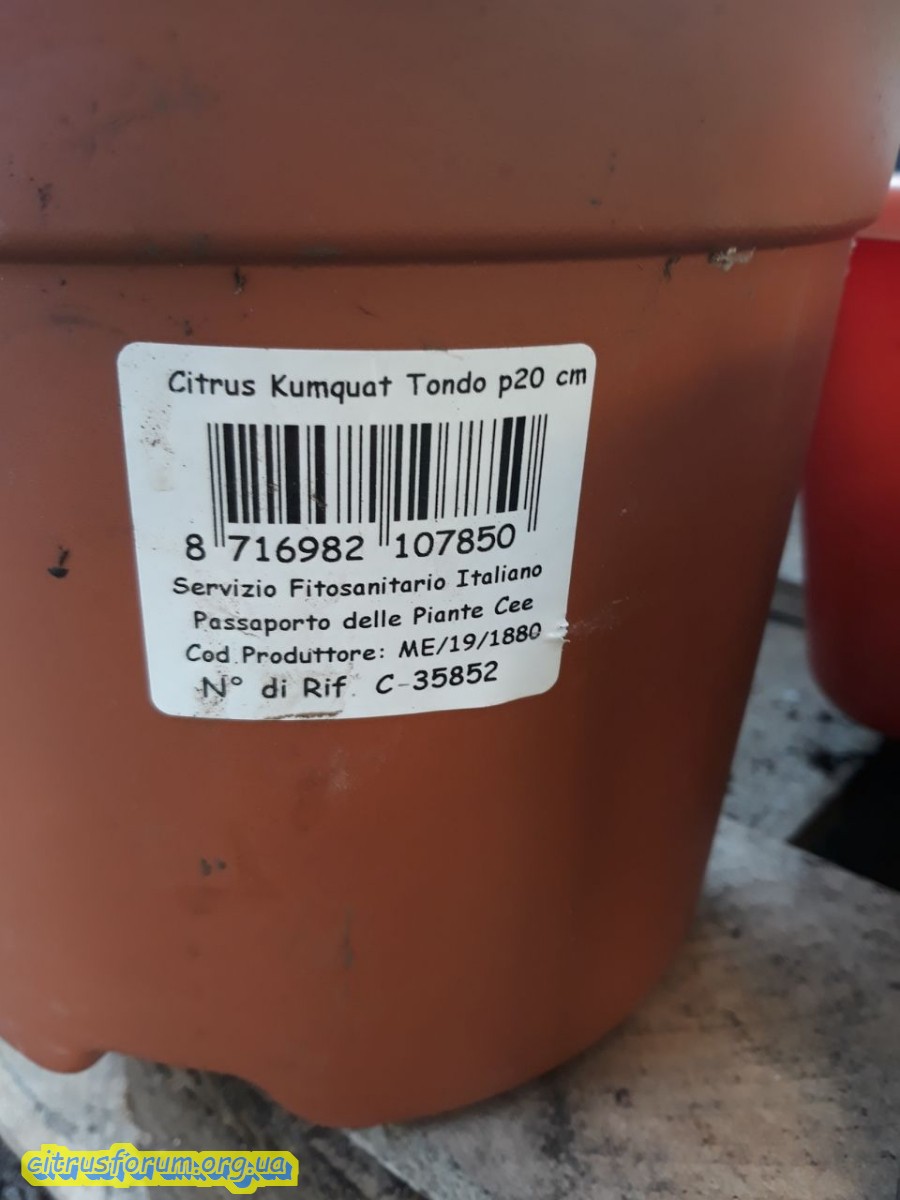 Citrus Kumquat Tondo p20 cm
8 716982 107850
Servizio Fitosanitario Italiano
Passaporto delle Piante Cee
Cod.Produttore: ME/19/1880
N° di Rif. C-35852
citrusforum.org.ua